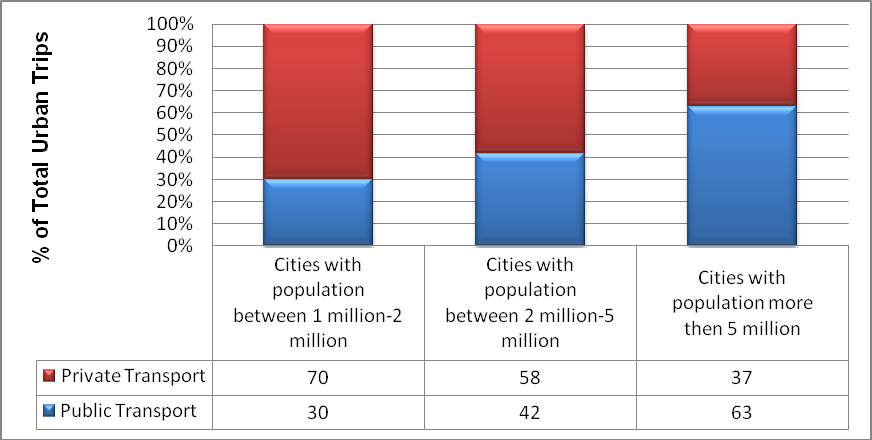 % of Total Urban Trips
100%
90%
80%
70%
60%
50%
40%
30%
20%
10%
0%
Cities with
population
between 1 million-2
million
Cities with
population
between 2 million-5
million
Cities with
population more
then 5 million
Private Transport 70 58 37
Public Transport 30 42 63